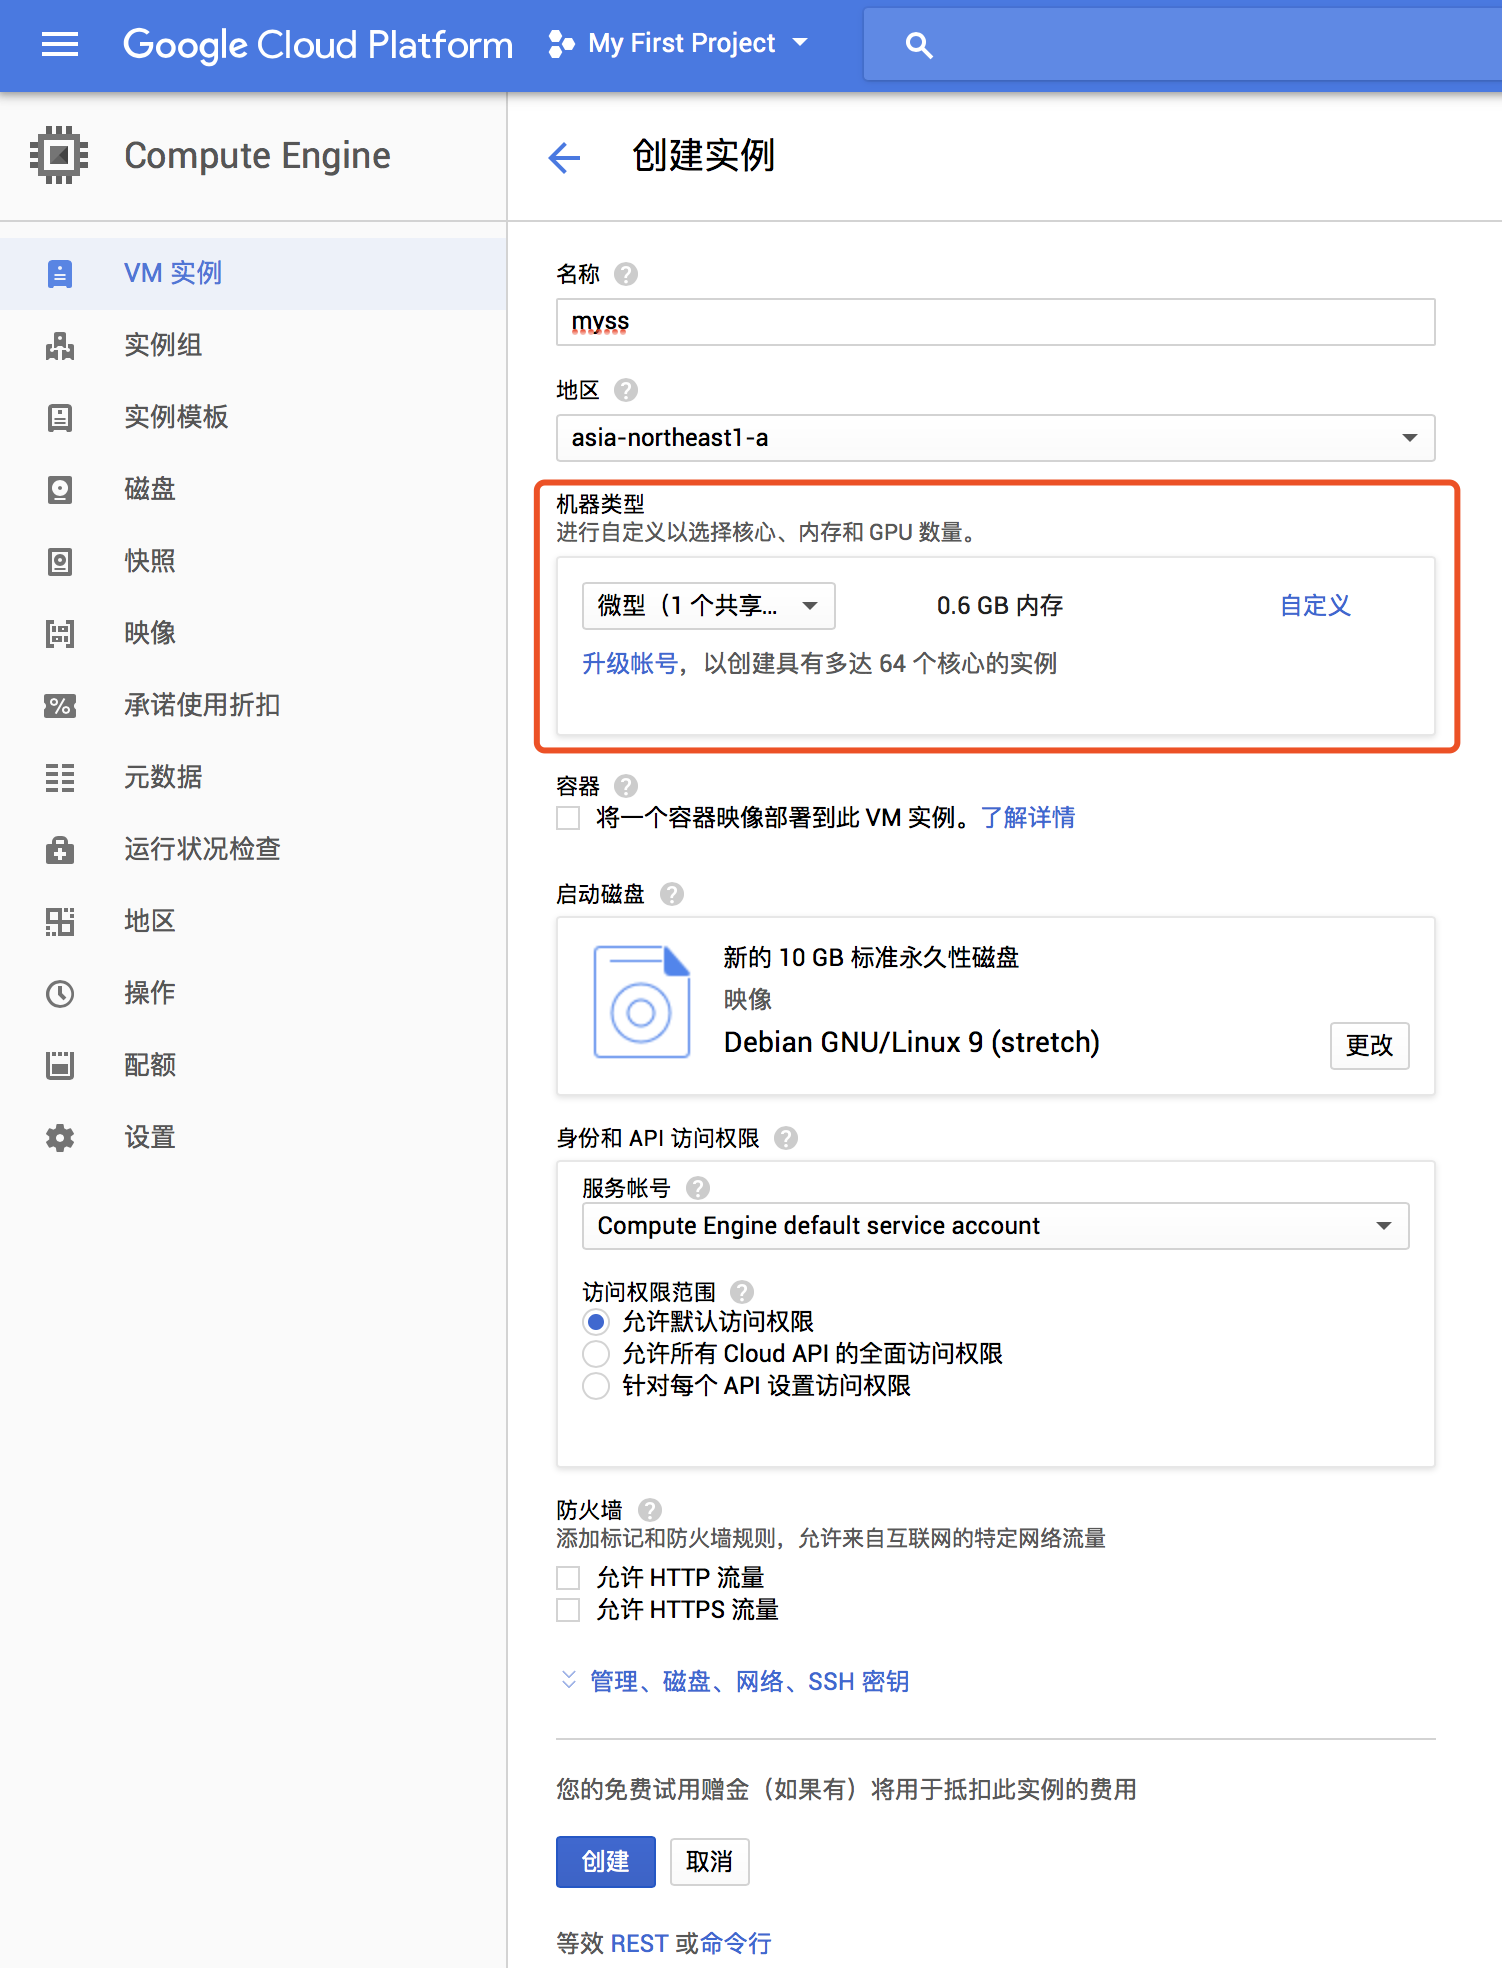 Google Cloud Platform
My First Project
Compute Engine
创建实例
VM 实例
实例组
实例模板
磁盘
快照
映像
承诺使用折扣
元数据
运行状况检查
地区
操作
配额
设置
名称
myss
地区
asia-northeast1-a
机器类型
进行自定义以选择核心、内存和 GPU 数量。
微型（1 个共享...
0.6 GB 内存
自定义
升级帐号，以创建具有多达 64 个核心的实例
容器
将一个容器映像部署到此 VM 实例。了解详情
启动磁盘
新的 10 GB 标准永久性磁盘
映像
Debian GNU/Linux 9 (stretch)
更改
身份和 API 访问权限
服务帐号
Compute Engine default service account
访问权限范围
允许默认访问权限
允许所有 Cloud API 的全面访问权限
针对每个 API 设置访问权限
防火墙
添加标记和防火墙规则，允许来自互联网的特定网络流量
允许 HTTP 流量
允许 HTTPS 流量
管理、磁盘、网络、SSH 密钥
您的免费试用赠金（如果有）将用于抵扣此实例的费用
创建
取消
等效 REST 或命令行